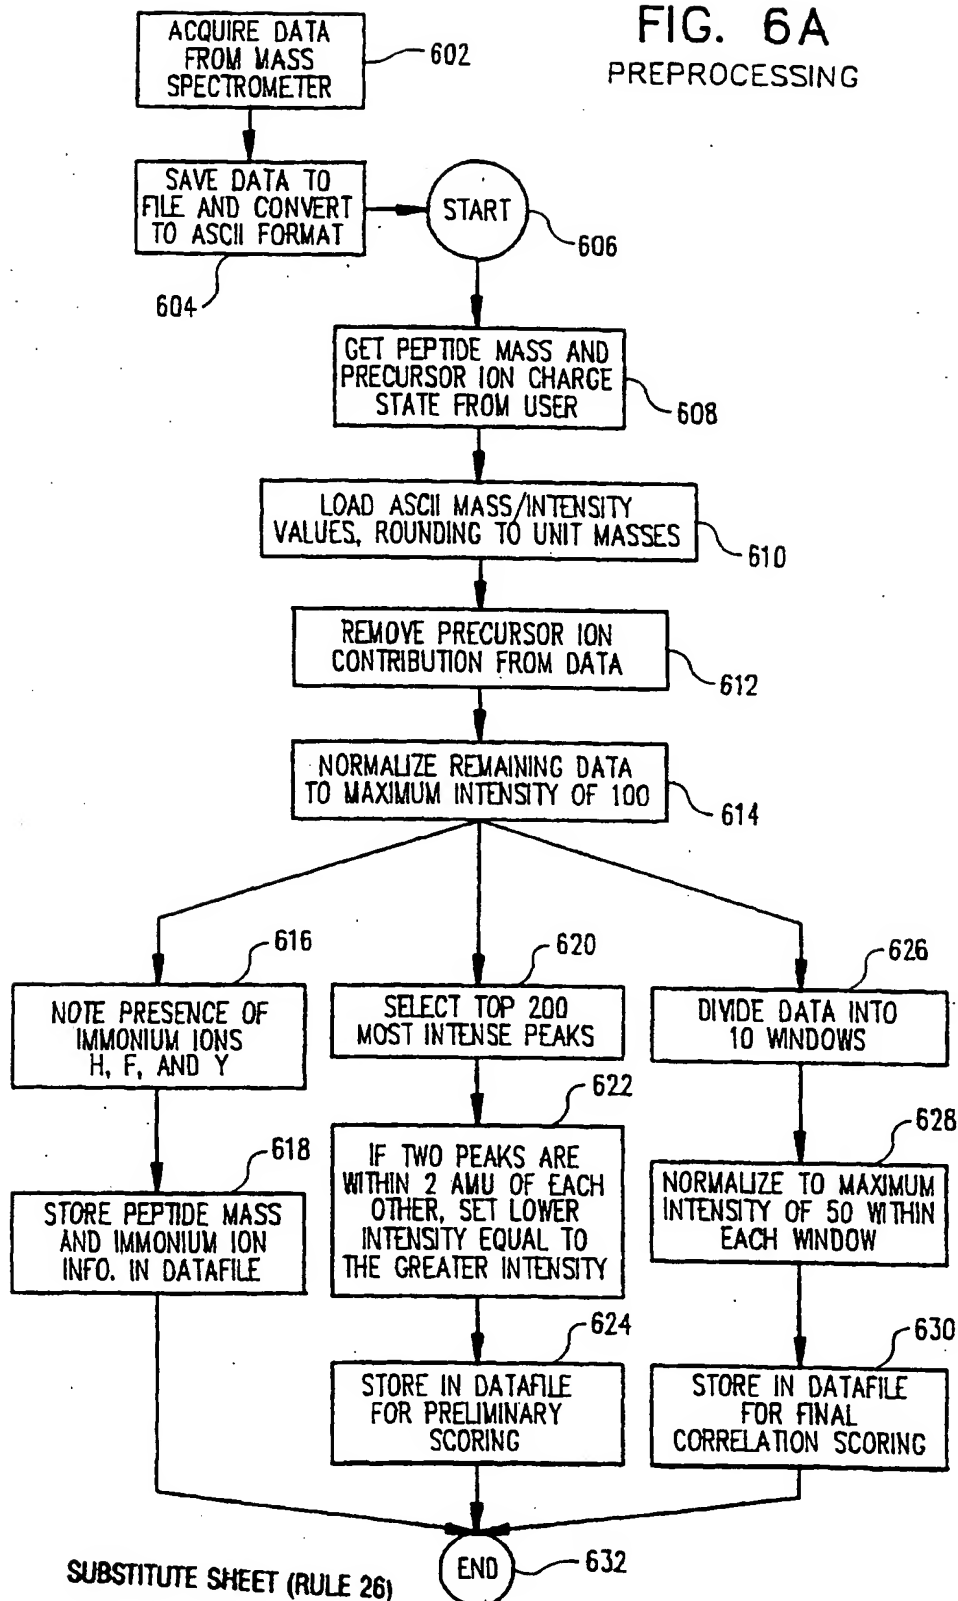 FIG. 6A
PREPROCESSING
ACQUIRE DATA
FROM MASS
SPECTROMETER
602
SAVE DATA TO
FILE AND CONVERT
TO ASCII FORMAT
604
START
606
GET PEPTIDE MASS AND
PRECURSOR ION CHARGE
STATE FROM USER
608
LOAD ASCII MASS/INTENSITY
VALUES, ROUNDING TO UNIT MASSES
610
REMOVE PRECURSOR ION
CONTRIBUTION FROM DATA
612
NORMALIZE REMAINING DATA
TO MAXIMUM INTENSITY OF 100
614
616
NOTE PRESENCE OF
IMMONIUM IONS
H, F, AND Y
618
STORE PEPTIDE MASS
AND IMMONIUM ION
INFO. IN DATAFILE
620
SELECT TOP 200
MOST INTENSE PEAKS
622
IF TWO PEAKS ARE
WITHIN 2 AMU OF EACH
OTHER, SET LOWER
INTENSITY EQUAL TO
THE GREATER INTENSITY
624
STORE IN DATAFILE
FOR PRELIMINARY
SCORING
626
DIVIDE DATA INTO
10 WINDOWS
628
NORMALIZE TO MAXIMUM
INTENSITY OF 50 WITHIN
EACH WINDOW
630
STORE IN DATAFILE
FOR FINAL
CORRELATION SCORING
END
632
SUBSTITUTE SHEET (RULE 26)